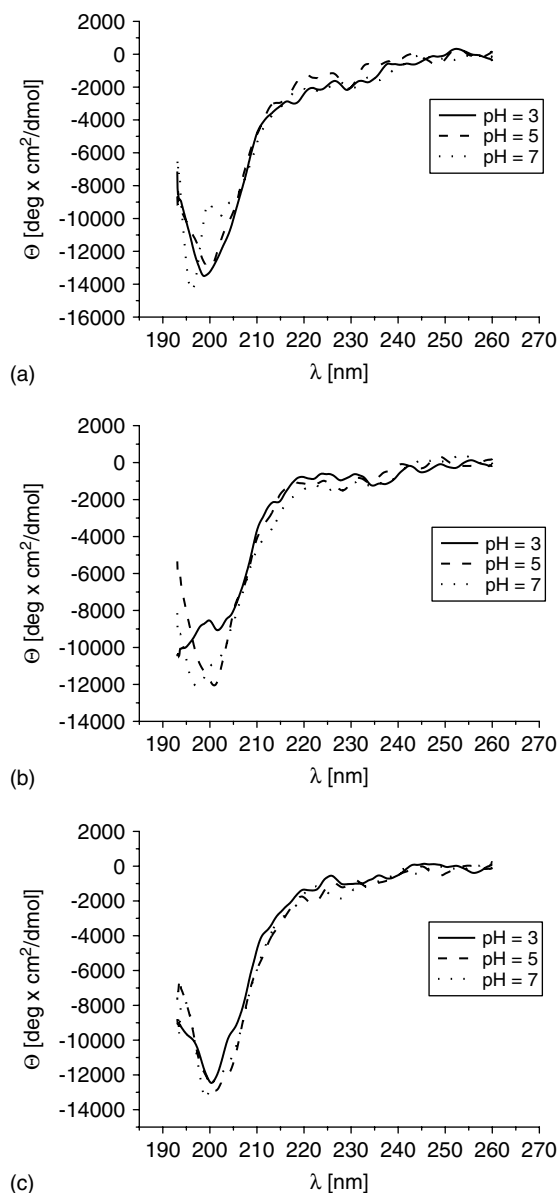 2000
0
-2000
-4000
-6000
-8000
-10000
-12000
-14000
-16000
Θ [deg x cm²/dmol]
pH = 3
pH = 5
pH = 7
190 200 210 220 230 240 250 260 270
λ [nm]
(a)
2000
0
-2000
-4000
-6000
-8000
-10000
-12000
-14000
Θ [deg x cm²/dmol]
pH = 3
pH = 5
pH = 7
190 200 210 220 230 240 250 260 270
λ [nm]
(b)
2000
0
-2000
-4000
-6000
-8000
-10000
-12000
-14000
Θ [deg x cm²/dmol]
pH = 3
pH = 5
pH = 7
190 200 210 220 230 240 250 260 270
λ [nm]
(c)